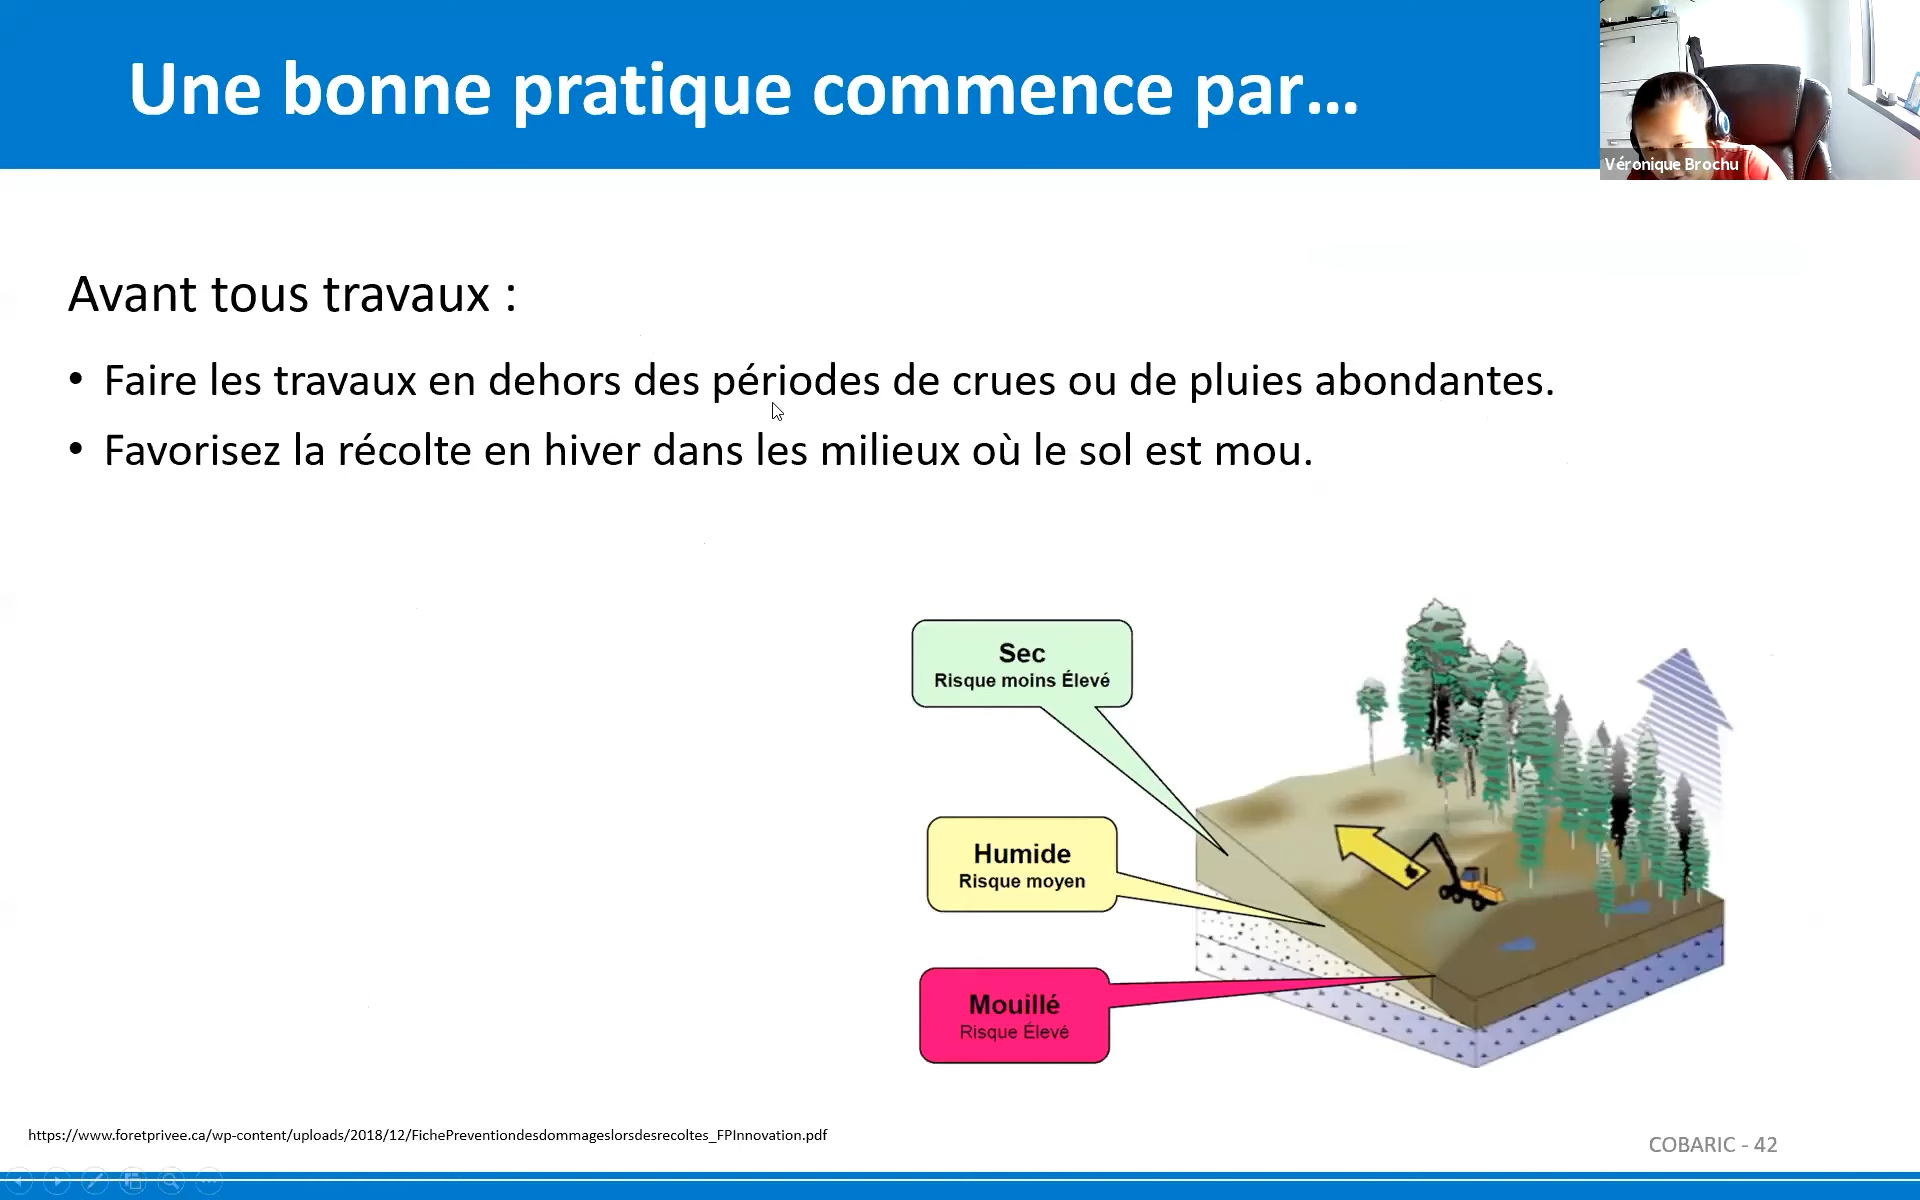 Une bonne pratique commence par...
Véronique Brochu
Avant tous travaux :
• Faire les travaux en dehors des périodes de crues ou de pluies abondantes.
• Favorisez la récolte en hiver dans les milieux où le sol est mou.
Sec
Risque moins Élevé
Humide
Risque moyen
Mouillé
Risque Élevé
https://www.foretprivee.ca/wp-content/uploads/2018/12/FichePreventiondesdommageslorsdesrecoltes_FPInnovation.pdf
COBARIC - 42